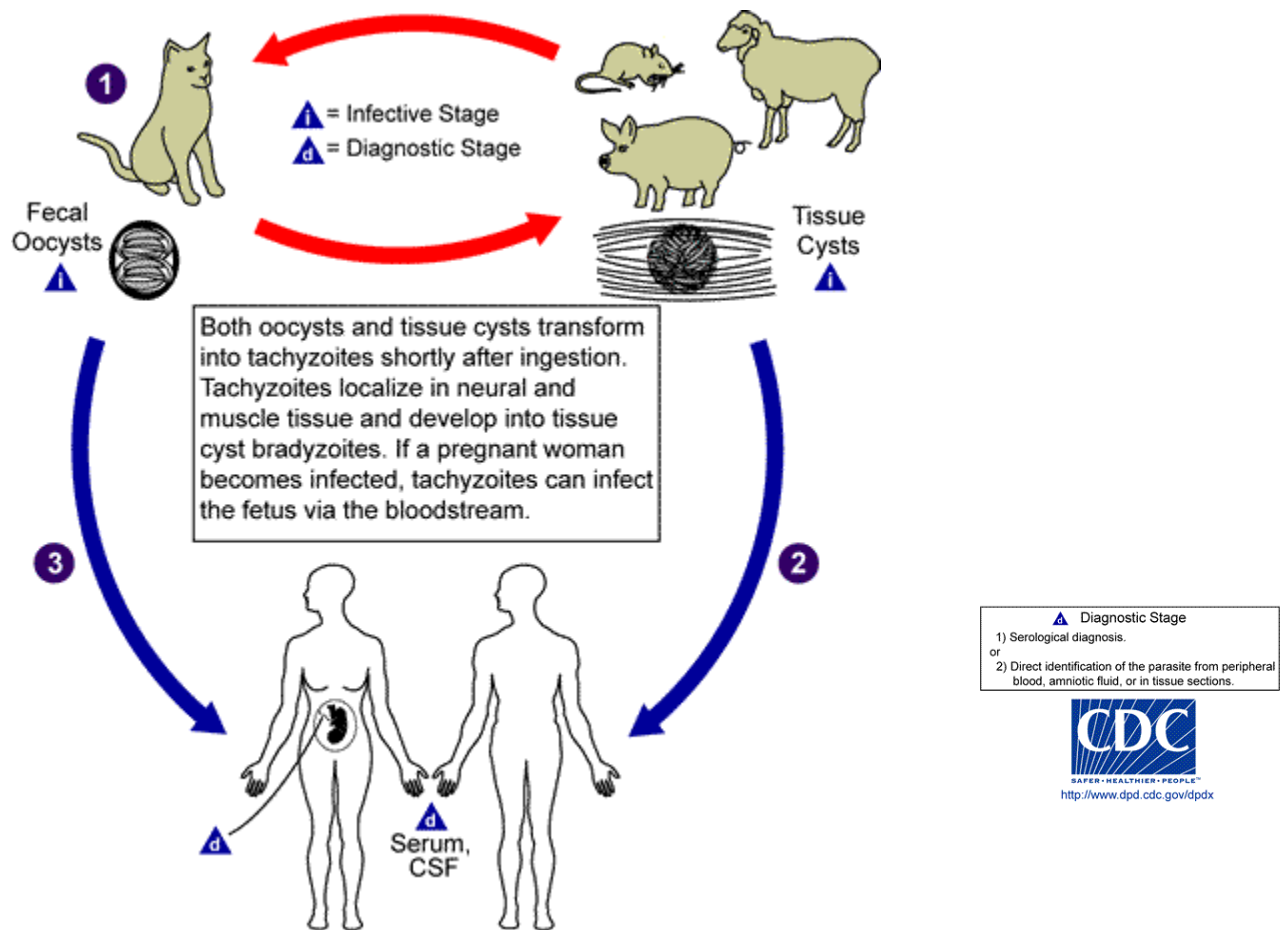 1
i = Infective Stage
d = Diagnostic Stage
Fecal
Oocysts
i
Tissue
Cysts
i
Both oocysts and tissue cysts transform
into tachyzoites shortly after ingestion.
Tachyzoites localize in neural and
muscle tissue and develop into tissue
cyst bradyzoites. If a pregnant woman
becomes infected, tachyzoites can infect
the fetus via the bloodstream.
3
2
d
d
Serum,
CSF
d Diagnostic Stage
1) Serological diagnosis.
or
2) Direct identification of the parasite from peripheral
blood, amniotic fluid, or in tissue sections.
CDC
SAFER • HEALTHIER • PEOPLE™
http://www.dpd.cdc.gov/dpdx